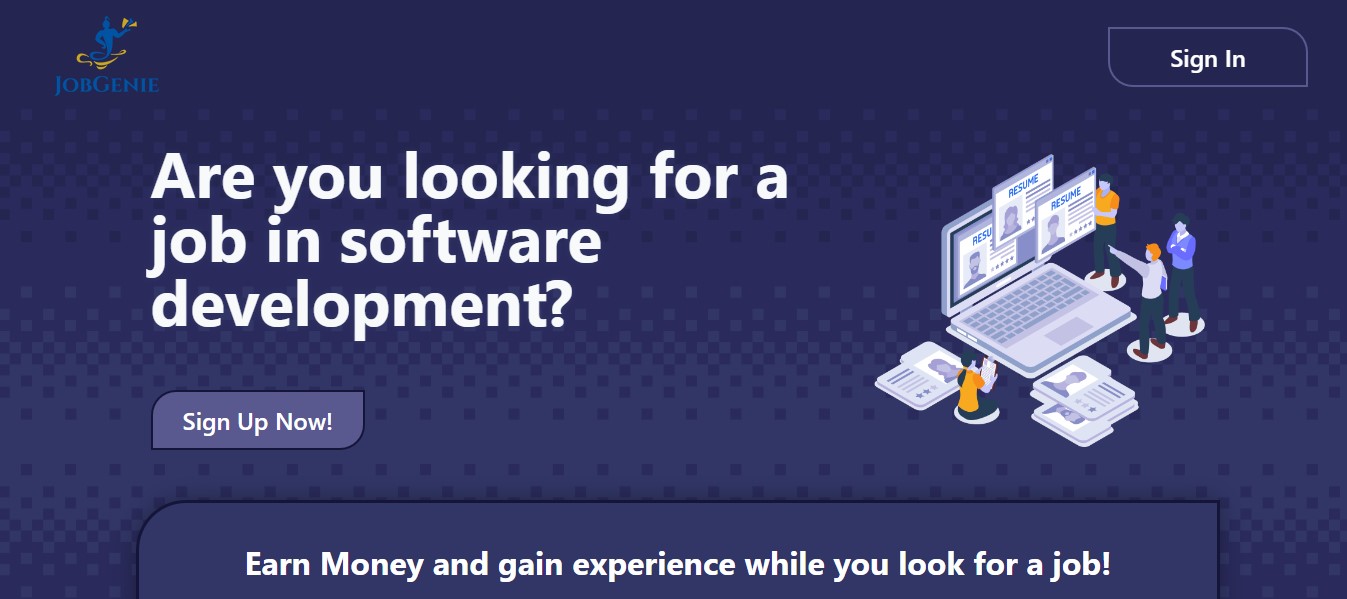 JobGenie
Sign In
Are you looking for a
job in software
development?
RESUME
RESUME
RESU
Sign Up Now!
Earn Money and gain experience while you look for a job!